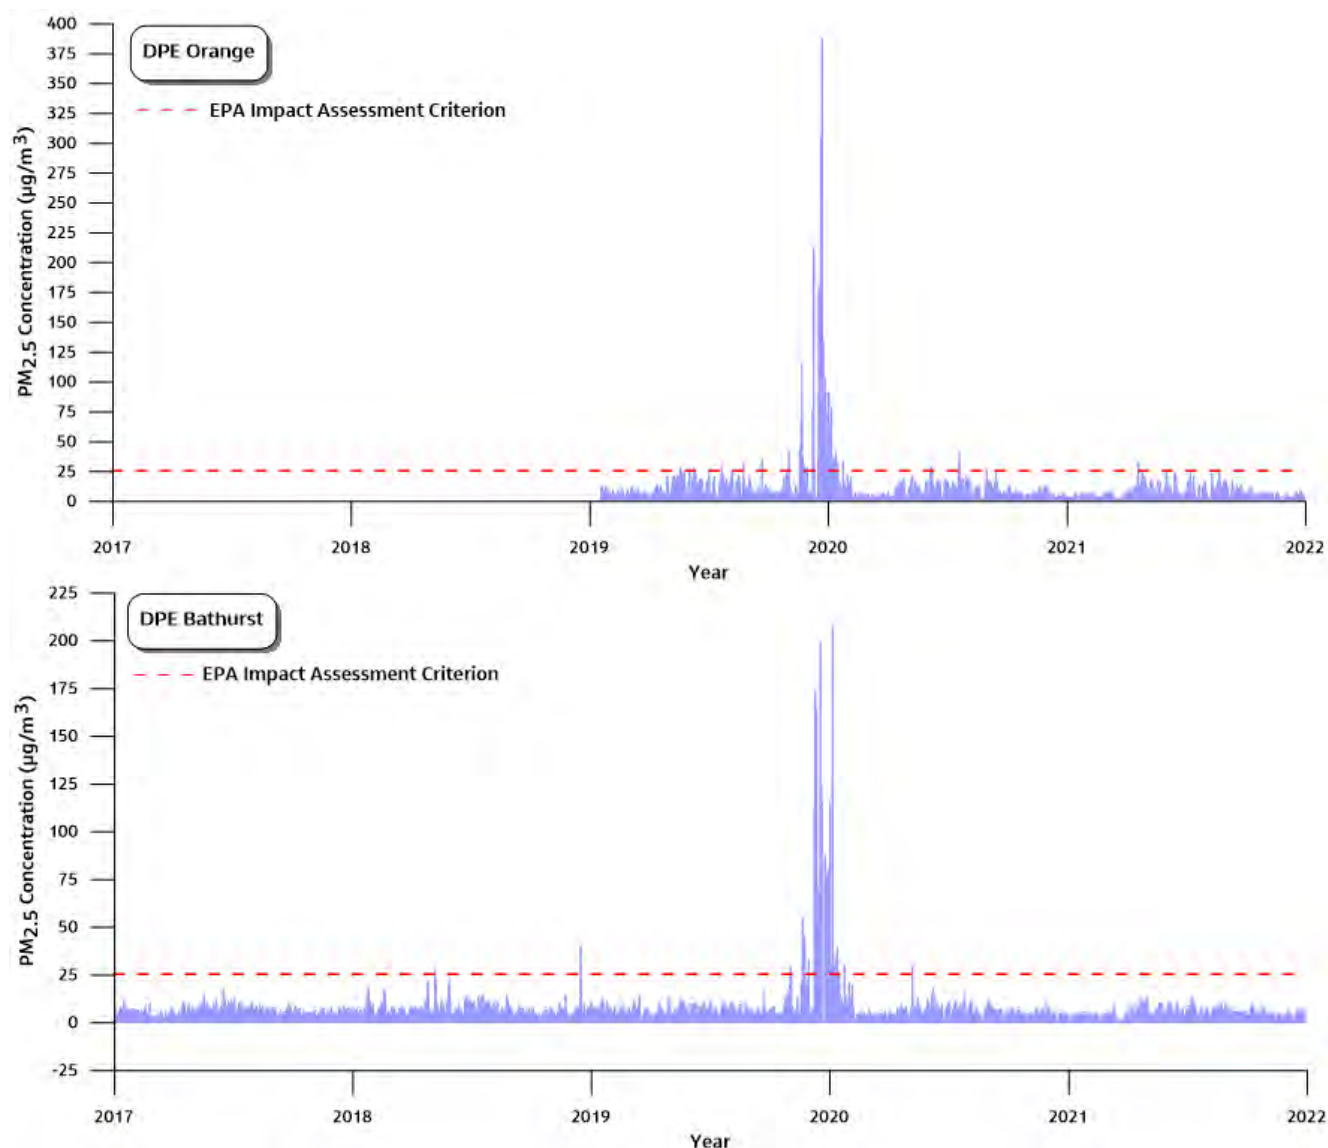 400
DPE Orange
375
350
EPA Impact Assessment Criterion
325
300
275
250
225
200
175
150
125
100
75
50
25
0
PM2.5 Concentration (µg/m3)
2017 2018 2019 2020 2021 2022
Year
225
DPE Bathurst
200
EPA Impact Assessment Criterion
175
150
125
100
75
50
25
0
-25
PM2.5 Concentration (µg/m3)
2017 2018 2019 2020 2021 2022
Year